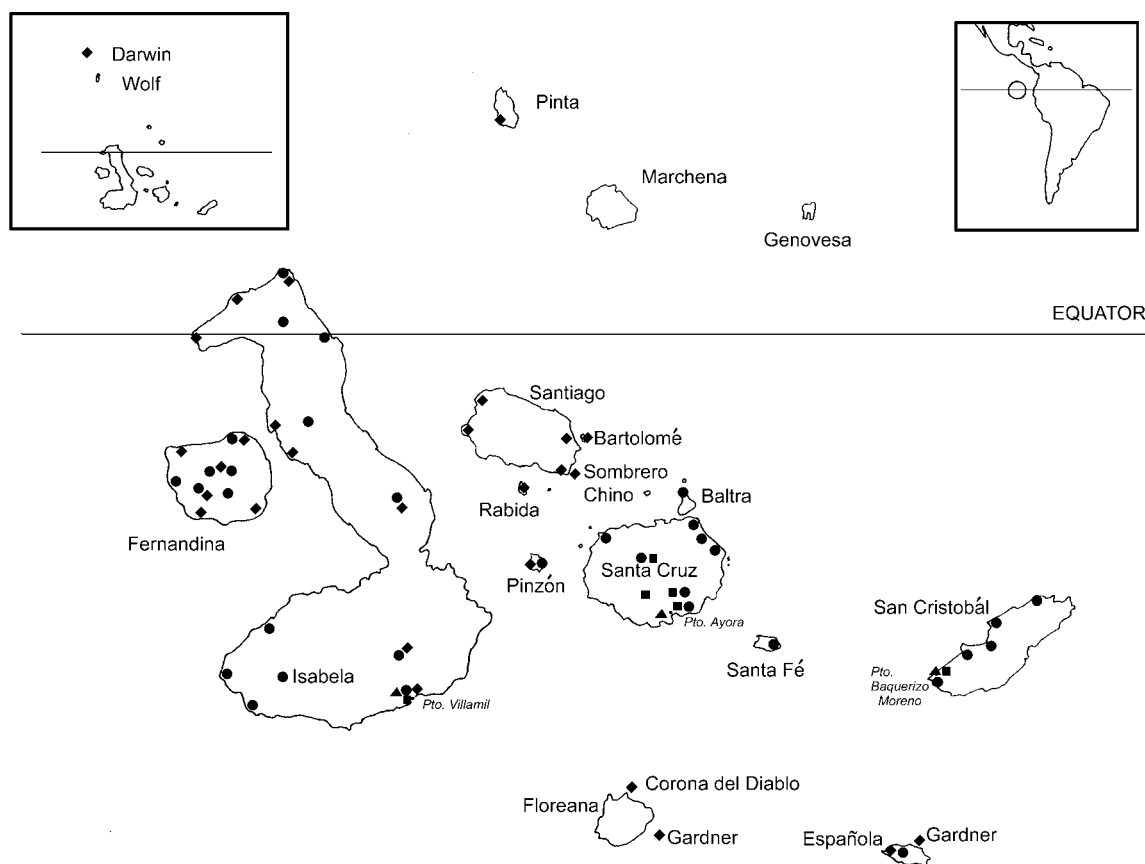 Darwin
Wolf
Pinta
Marchena
Genovesa
EQUATOR
Santiago
Bartolomé
Sombrero
Chino
Rabida
Baltra
Fernandina
Pinzón
Santa Cruz
Pto. Ayora
San Cristobál
Santa Fé
Pto.
Baquerizo
Moreno
Isabela
Pto. Villamil
Corona del Diablo
Floreana
Gardner
Española
Gardner